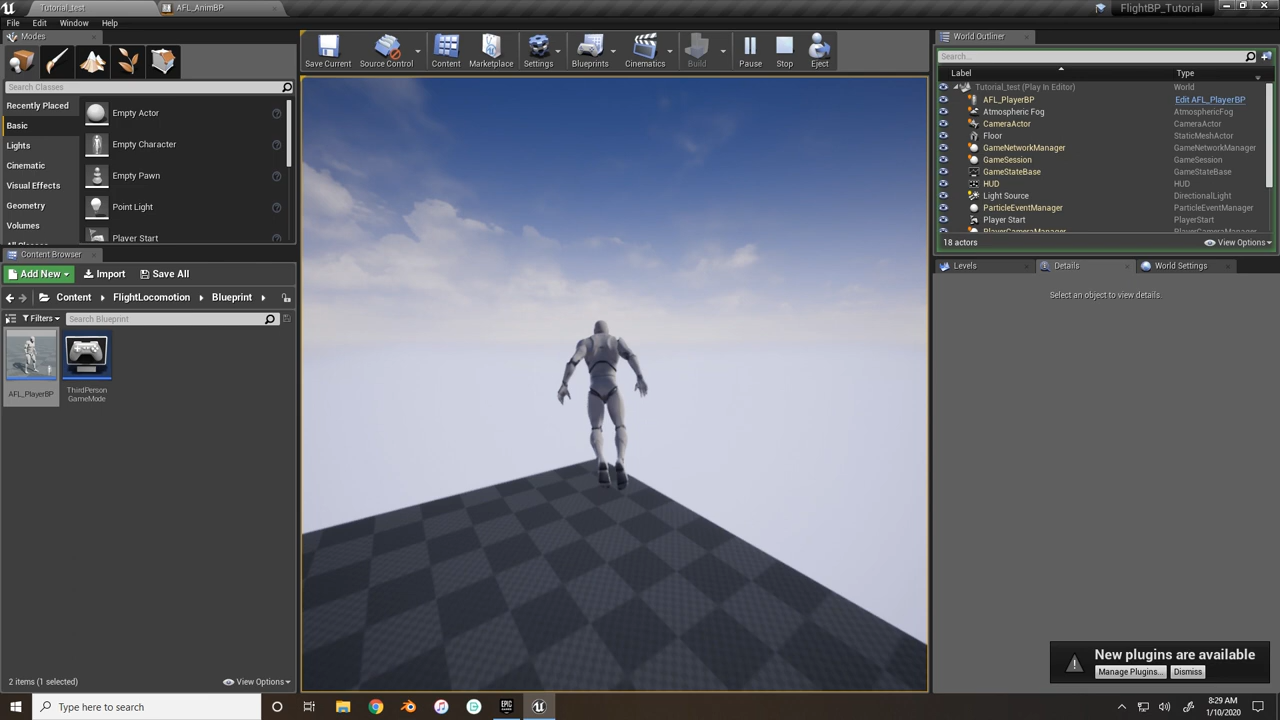 Tutorial_test
AFL_AnimBP
FlightBP_Tutorial
File Edit Window Help
Modes
Search Classes
Recently Placed
Basic
Lights
Cinematic
Visual Effects
Geometry
Volumes
Empty Actor
Empty Character
Empty Pawn
Point Light
Player Start
Save Current
Source Control
Content
Marketplace
Settings
Blueprints
Cinematics
Build
Pause
Stop
Eject
Content Browser
Add New
Import
Save All
Content
FlightLocomotion
Blueprint
Filters
Search Blueprint
AFL_PlayerBP
ThirdPerson
GameMode
2 items (1 selected)
View Options
World Outliner
Search...
Label Type
Tutorial_test (Play In Editor) World
AFL_PlayerBP Edit AFL_PlayerBP
Atmospheric Fog AtmosphericFog
CameraActor CameraActor
Floor StaticMeshActor
GameNetworkManager GameNetworkManager
GameSession GameSession
GameStateBase GameStateBase
HUD HUD
Light Source DirectionalLight
ParticleEventManager ParticleEventManager
Player Start PlayerStart
PlayerCameraManager PlayerCameraManager
18 actors
View Options
Levels
Details
World Settings
Select an object to view details.
New plugins are available
Manage Plugins...
Dismiss
Type here to search
EPIC
GAMES
8:29 AM
1/10/2020